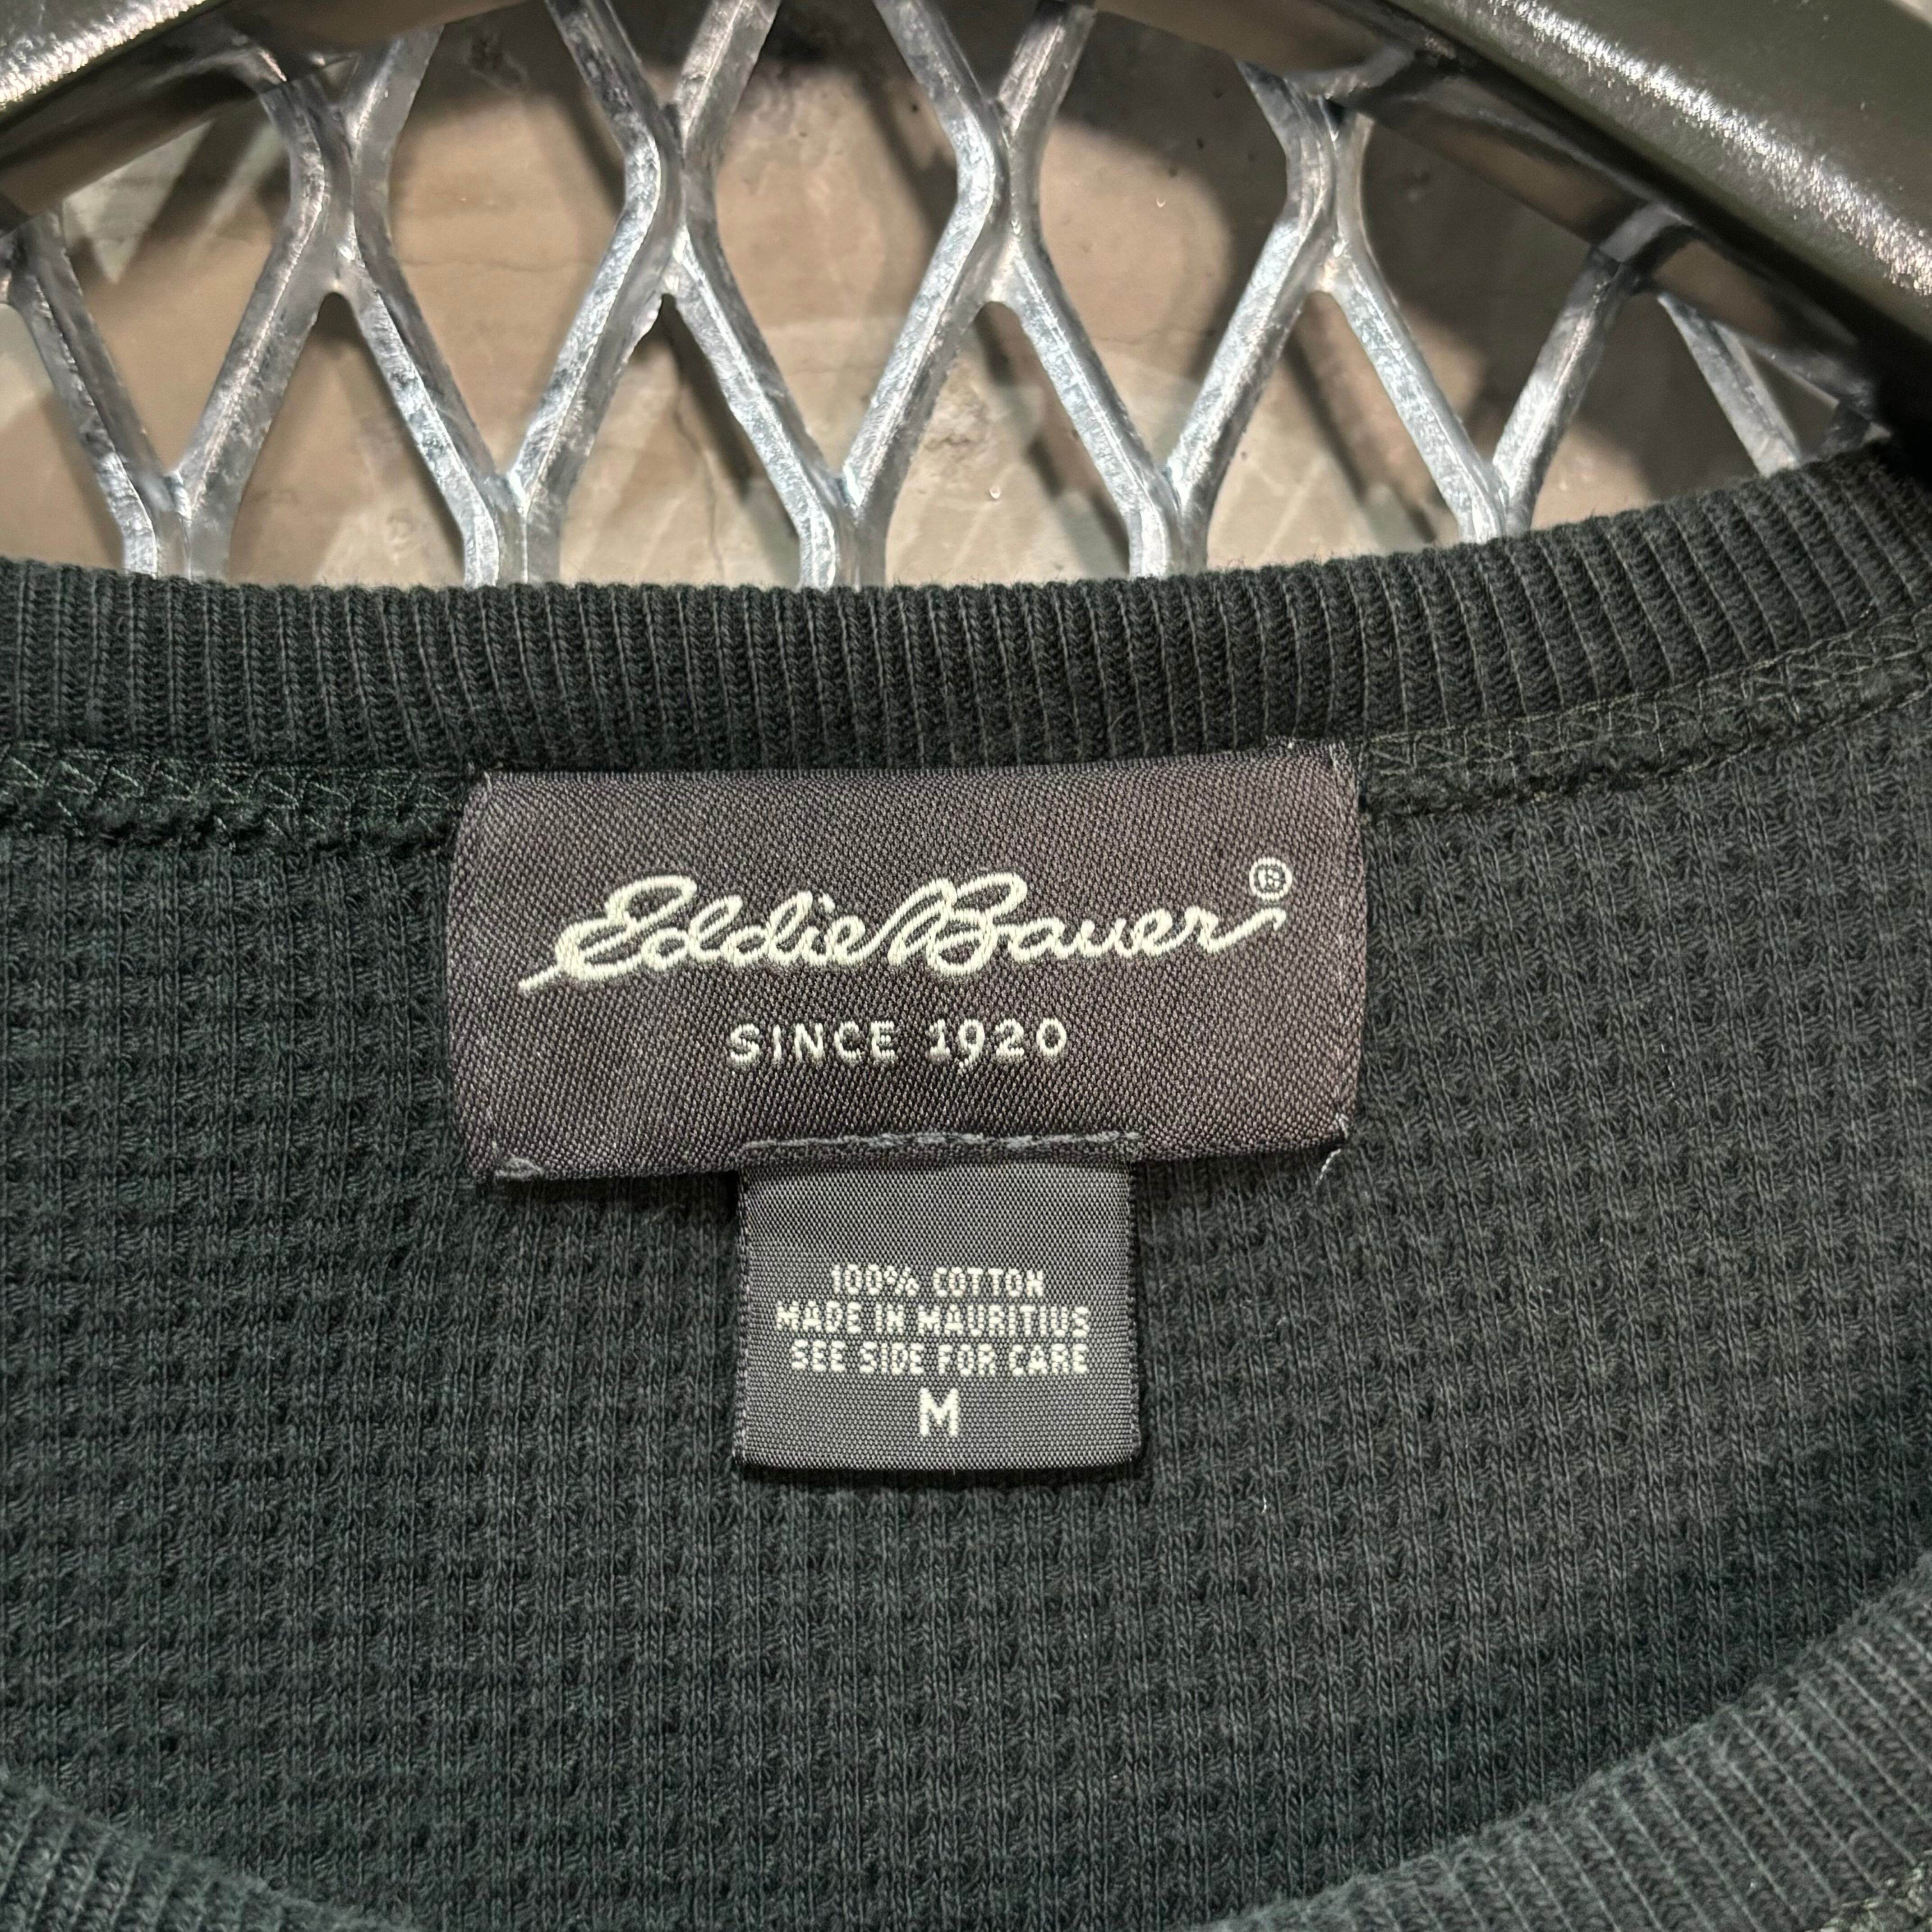 Eddie Bauer®
SINCE 1920
100% COTTON
MADE IN MAURITIUS
SEE SIDE FOR CARE
M